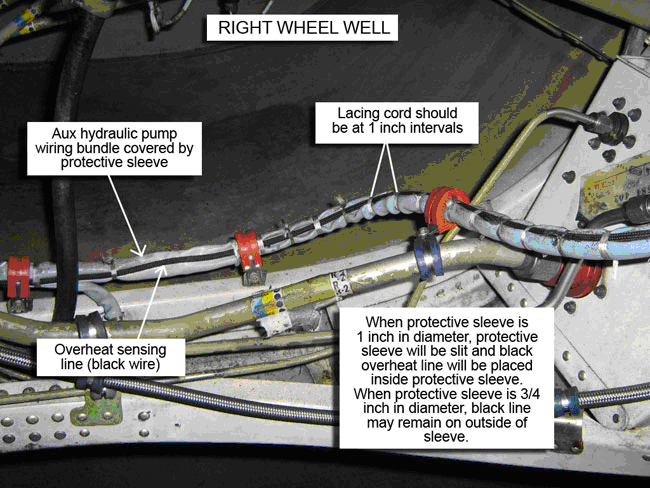 RIGHT WHEEL WELL
Lacing cord should
be at 1 inch intervals
Aux hydraulic pump
wiring bundle covered by
protective sleeve
Overheat sensing
line (black wire)
When protective sleeve is
1 inch in diameter, protective
sleeve will be slit and black
overheat line will be placed
inside protective sleeve.
When protective sleeve is 3/4
inch in diameter, black line
may remain on outside of
sleeve.